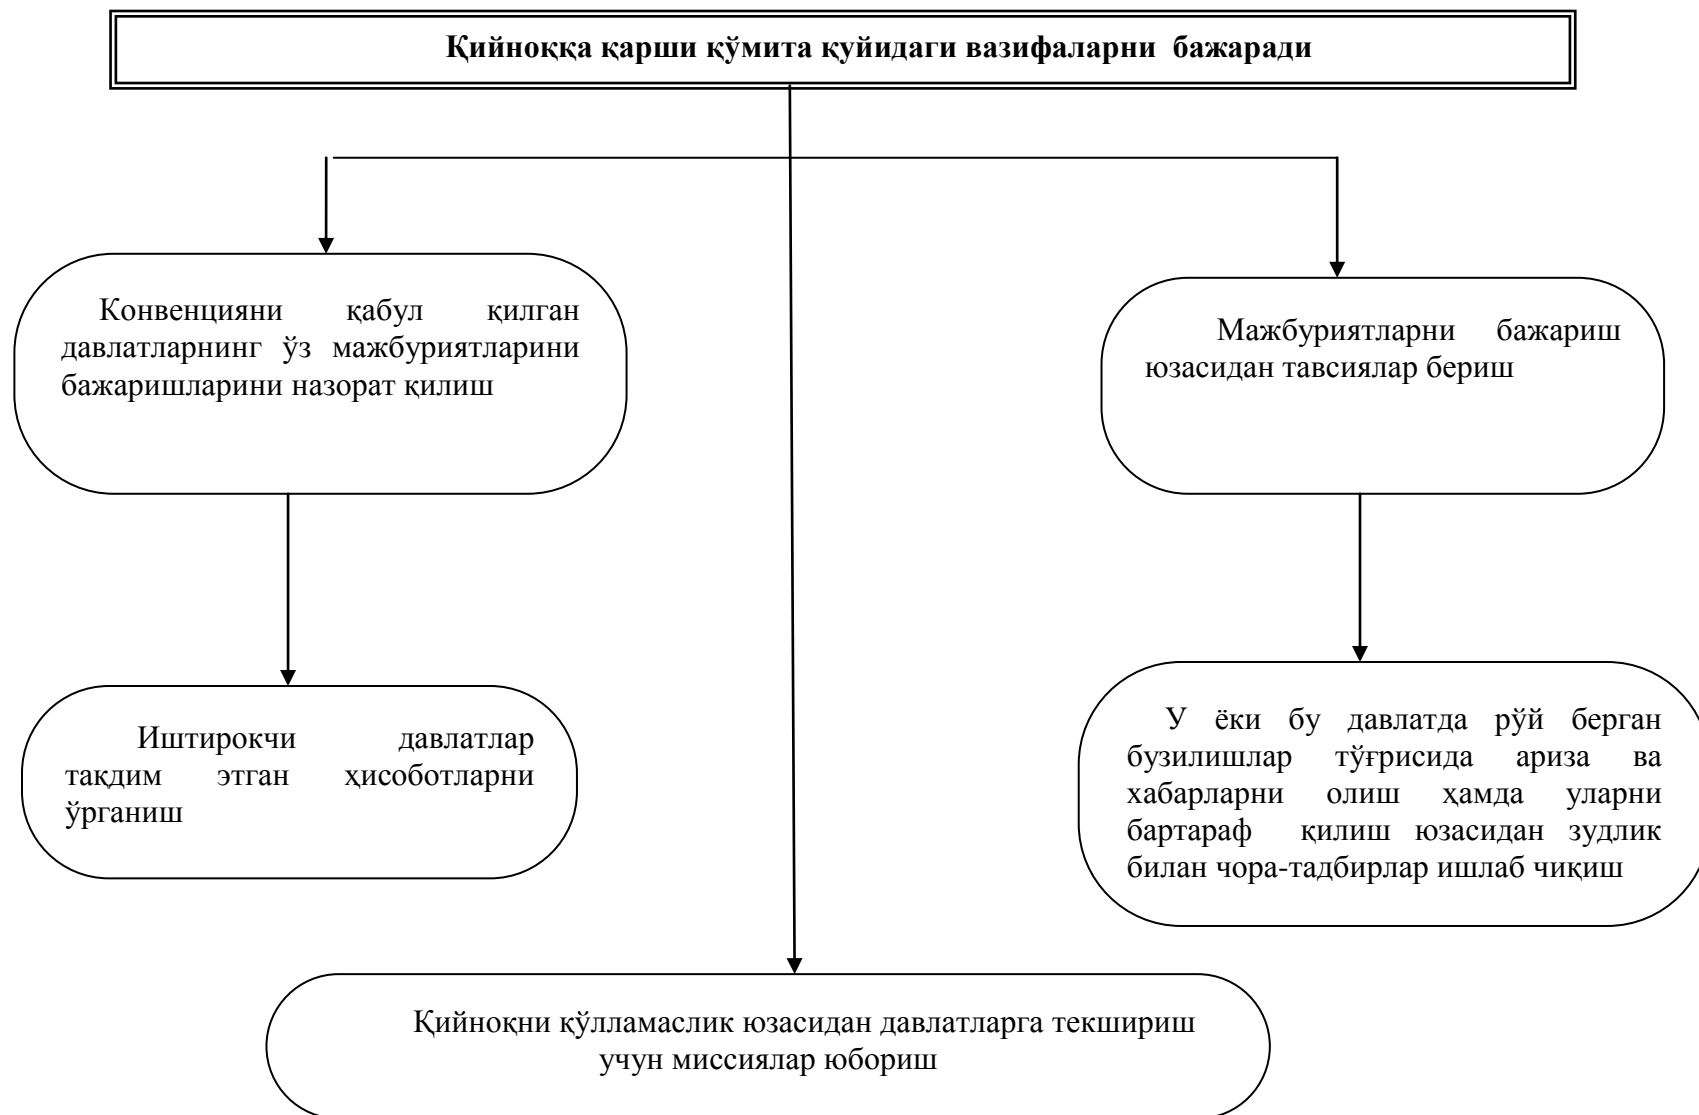 Қийноққа қарши қўмита қуйидаги вазифаларни бажаради
Конвенцияни қабул қилган
давлатларнинг ўз мажбуриятларини
бажаришларини назорат қилиш
Мажбуриятларни бажариш
юзасидан тавсиялар бериш
Иштирокчи давлатлар
тақдим этган ҳисоботларни
ўрганиш
У ёки бу давлатда рўй берган
бузилишлар тўғрисида ариза ва
хабарларни олиш ҳамда уларни
бартараф қилиш юзасидан зудлик
билан чора-тадбирлар ишлаб чиқиш
Қийноқни қўлламаслик юзасидан давлатларга текшириш
учун миссиялар юбориш